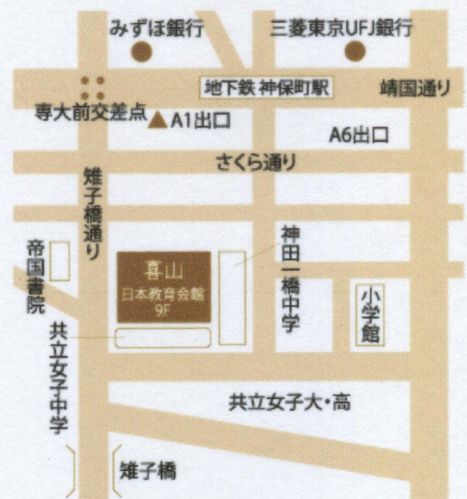 みずほ銀行
三菱東京UFJ銀行
地下鉄 神保町駅
靖国通り
専大前交差点
A1出口
A6出口
さくら通り
雉子橋通り
帝国書院
喜山
日本教育会館
9F
神田一橋中学
小学館
共立女子中学
共立女子大・高
雉子橋